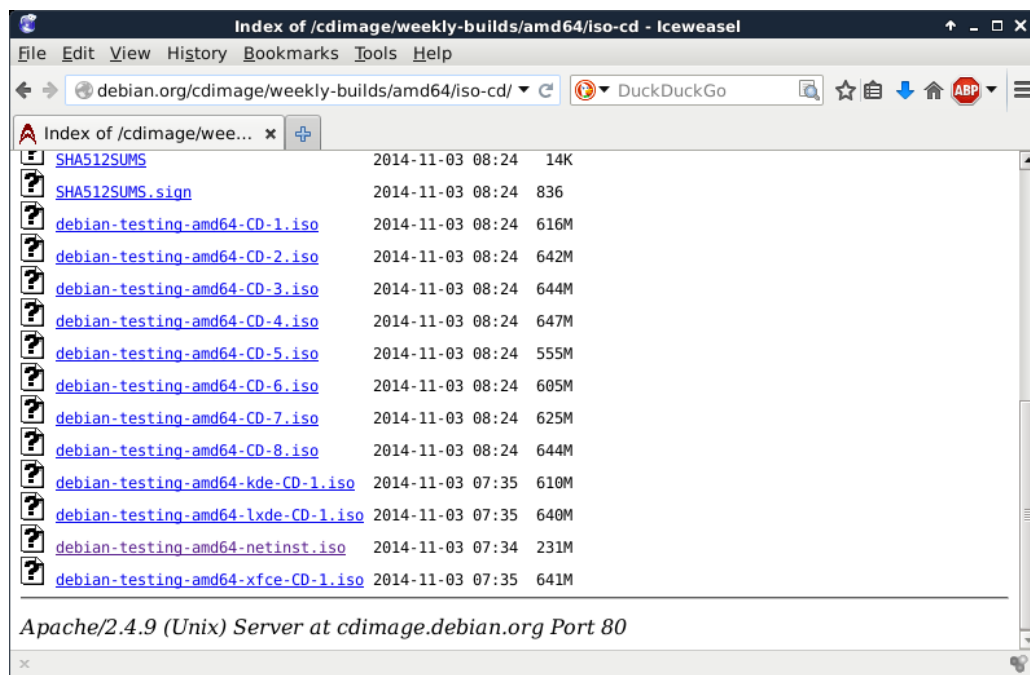 Index of /cdimage/weekly-builds/amd64/iso-cd - Iceweasel
File Edit View History Bookmarks Tools Help
debian.org/cdimage/weekly-builds/amd64/iso-cd/ DuckDuckGo ABP
Index of /cdimage/wee...
SHA512SUMS 2014-11-03 08:24 14K
SHA512SUMS.sign 2014-11-03 08:24 836
debian-testing-amd64-CD-1.iso 2014-11-03 08:24 616M
debian-testing-amd64-CD-2.iso 2014-11-03 08:24 642M
debian-testing-amd64-CD-3.iso 2014-11-03 08:24 644M
debian-testing-amd64-CD-4.iso 2014-11-03 08:24 647M
debian-testing-amd64-CD-5.iso 2014-11-03 08:24 555M
debian-testing-amd64-CD-6.iso 2014-11-03 08:24 605M
debian-testing-amd64-CD-7.iso 2014-11-03 08:24 625M
debian-testing-amd64-CD-8.iso 2014-11-03 08:24 644M
debian-testing-amd64-kde-CD-1.iso 2014-11-03 07:35 610M
debian-testing-amd64-lxde-CD-1.iso 2014-11-03 07:35 640M
debian-testing-amd64-netinst.iso 2014-11-03 07:34 231M
debian-testing-amd64-xfce-CD-1.iso 2014-11-03 07:35 641M
Apache/2.4.9 (Unix) Server at cdimage.debian.org Port 80